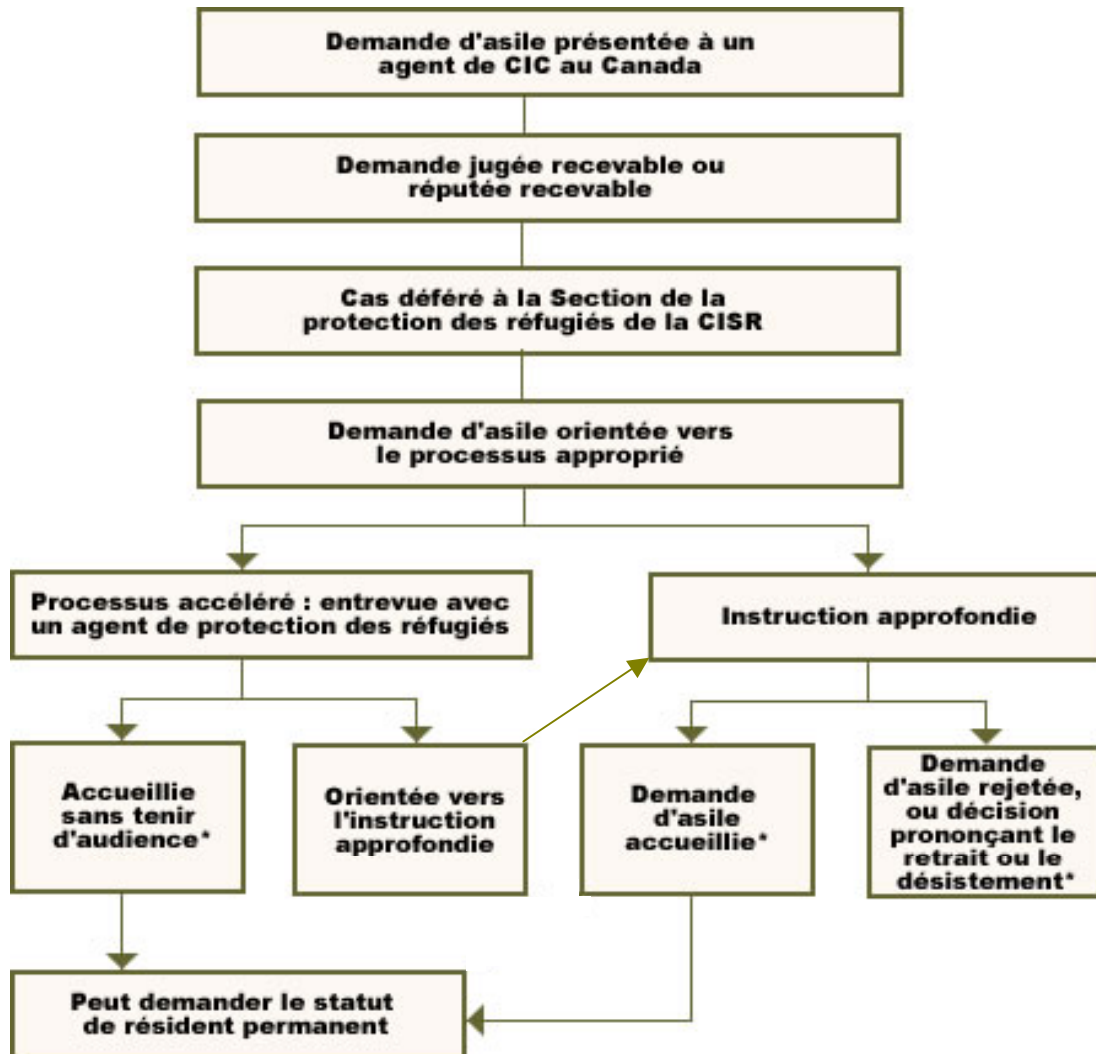 Demande d'asile présentée à un
agent de CIC au Canada
Demande jugée recevable ou
réputée recevable
Cas déféré à la Section de la
protection des réfugiés de la CISR
Demande d'asile orientée vers
le processus approprié
Processus accéléré : entrevue avec
un agent de protection des réfugiés
Instruction approfondie
Accueillie
sans tenir
d'audience*
Orientée vers
l'instruction
approfondie
Demande
d'asile
accueillie*
Demande
d'asile rejetée,
ou décision
prononçant le
retrait ou le
désistement*
Peut demander le statut
de résident permanent